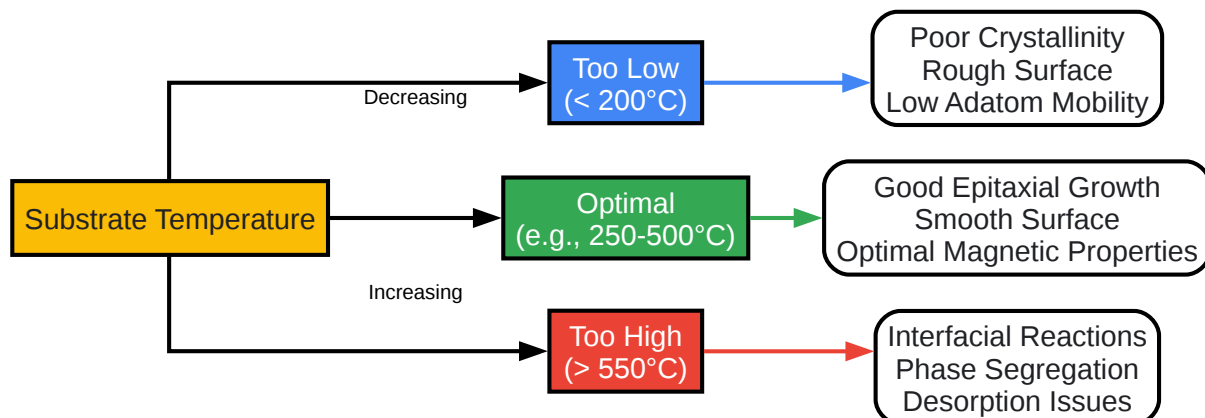 Substrate Temperature
Decreasing
Too Low
(< 200°C)
Poor Crystallinity
Rough Surface
Low Adatom Mobility
Optimal
(e.g., 250-500°C)
Good Epitaxial Growth
Smooth Surface
Optimal Magnetic Properties
Increasing
Too High
(> 550°C)
Interfacial Reactions
Phase Segregation
Desorption Issues